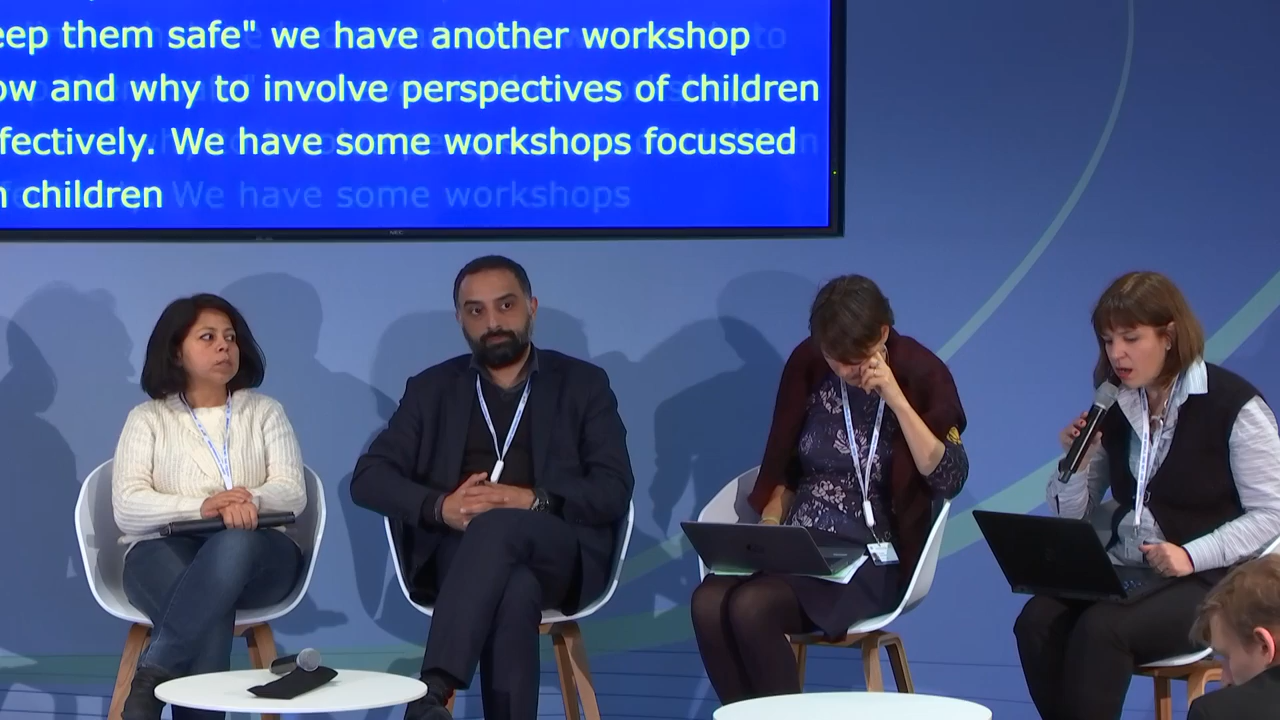 eep them safe" we have another workshop
ow and why to involve perspectives of children
fectively. We have some workshops focussed
n children We have some workshops
NEC